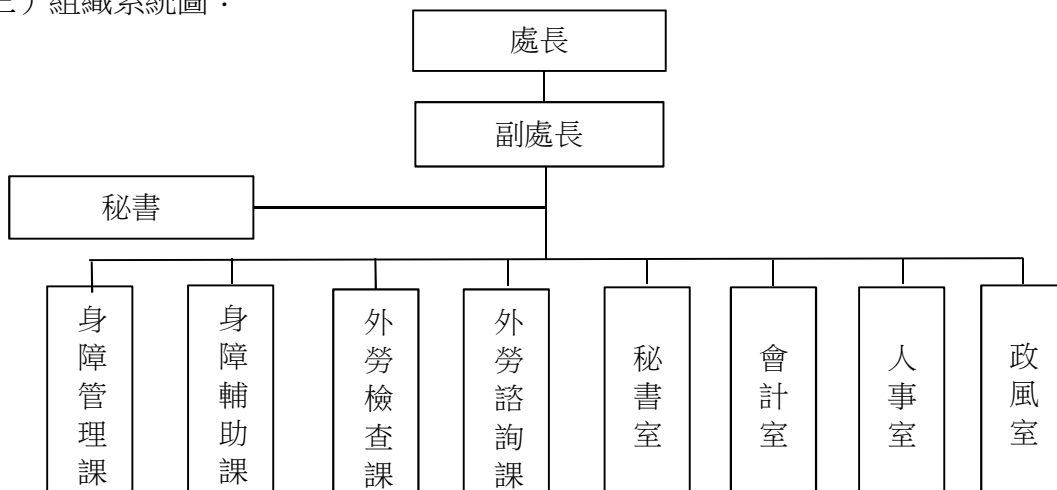 三）組織系統圖：
處長
副處長
秘書
身障管理課
身障輔助課
外勞檢查課
外勞諮詢課
秘書室
會計室
人事室
政風室